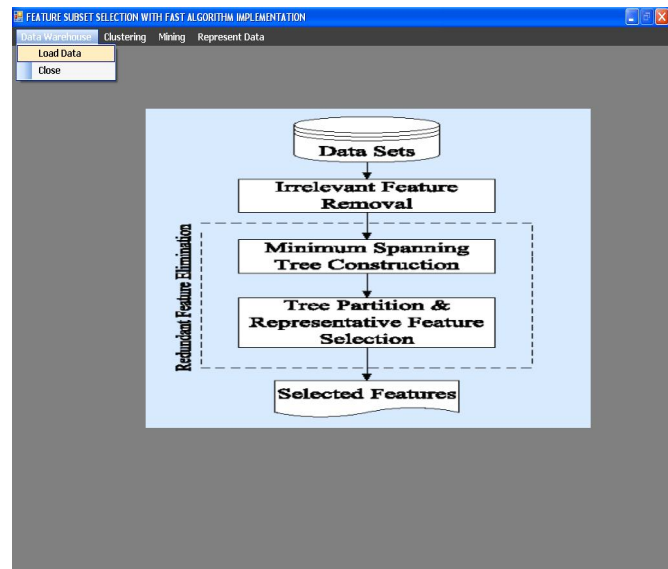 FEATURE SUBSET SELECTION WITH FAST ALGORITHM IMPLEMENTATION
Data Warehouse Clustering Mining Represent Data
Load Data
Close
Data Sets
Irrelevant Feature
Removal
Redundant Feature Elimination
Minimum Spanning
Tree Construction
Tree Partition &
Representative Feature
Selection
Selected Features